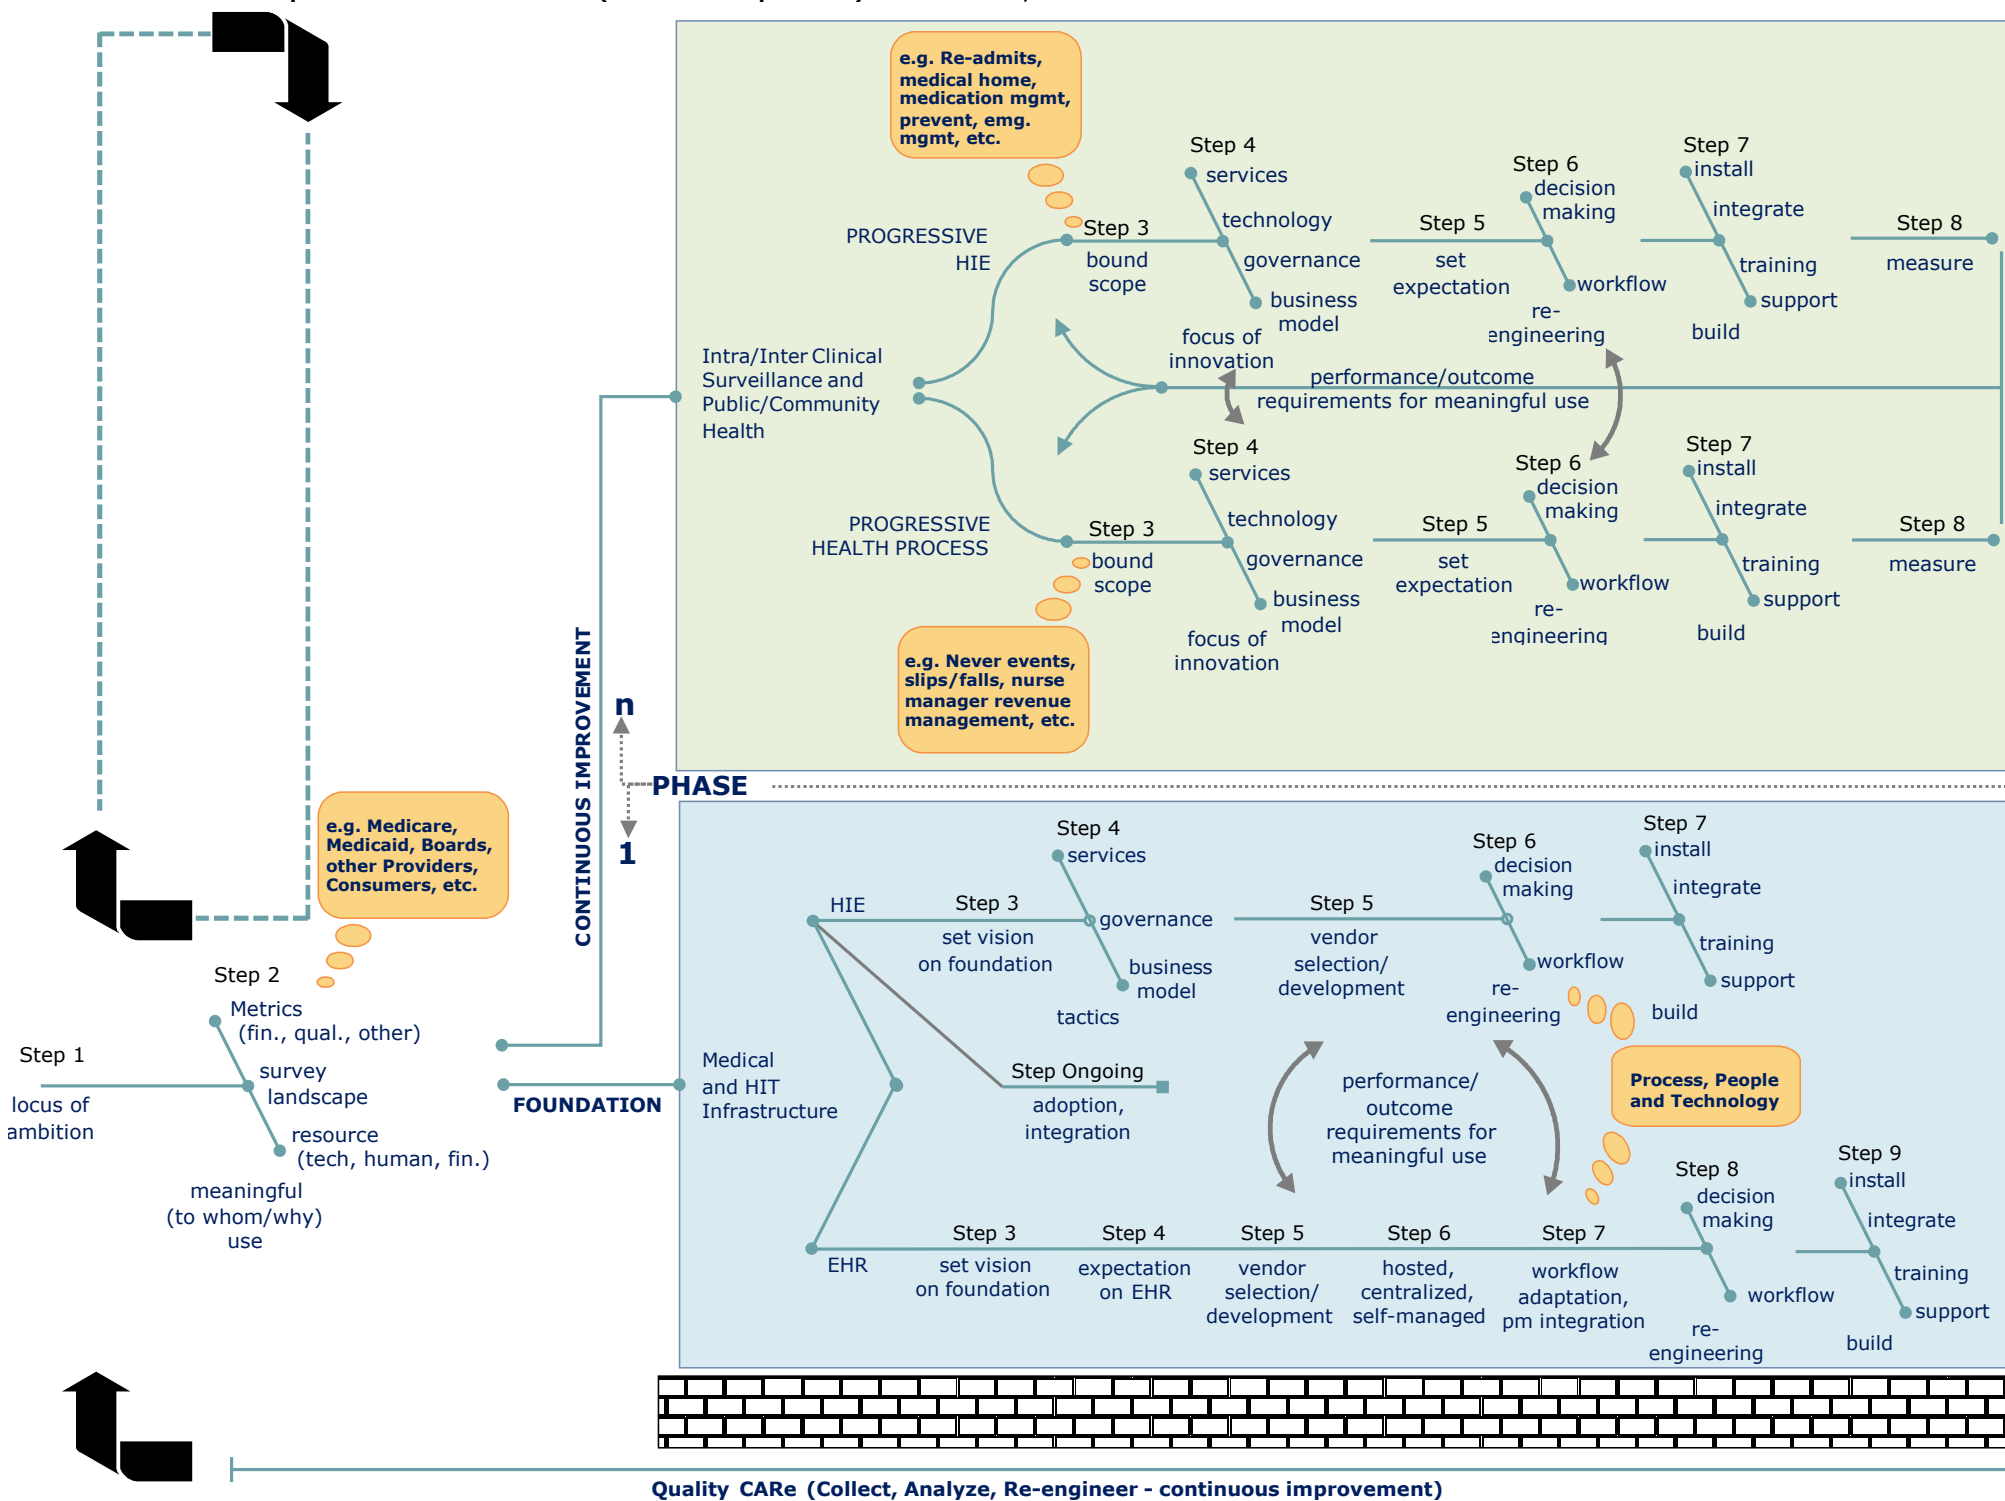 e.g. Re-admits,
medical home,
medication mgmt,
prevent, emg.
mgmt, etc.
PROGRESSIVE
HIE
Step 3
bound
scope
Step 4
services
technology
governance
business
model
focus of
innovation
Step 5
set
expectation
Step 6
decision
making
workflow
re-
engineering
Step 7
install
integrate
training
support
build
Step 8
measure
Intra/Inter Clinical
Surveillance and
Public/Community
Health
performance/outcome
requirements for meaningful use
PROGRESSIVE
HEALTH PROCESS
Step 3
bound
scope
Step 4
services
technology
governance
business
model
focus of
innovation
Step 5
set
expectation
Step 6
decision
making
workflow
re-
engineering
Step 7
install
integrate
training
support
build
Step 8
measure
e.g. Never events,
slips/falls, nurse
manager revenue
management, etc.
CONTINUOUS IMPROVEMENT
n
PHASE
1
e.g. Medicare,
Medicaid, Boards,
other Providers,
Consumers, etc.
Step 1
locus of
ambition
Step 2
Metrics
(fin., qual., other)
survey
landscape
resource
(tech, human, fin.)
meaningful
(to whom/why)
use
FOUNDATION
Medical
and HIT
Infrastructure
HIE
Step 3
set vision
on foundation
Step 4
services
governance
business
model
tactics
Step 5
vendor
selection/
development
Step 6
decision
making
workflow
re-
engineering
Step 7
install
integrate
training
support
build
Step Ongoing
adoption,
integration
performance/
outcome
requirements for
meaningful use
Process, People
and Technology
EHR
Step 3
set vision
on foundation
Step 4
expectation
on EHR
Step 5
vendor
selection/
development
Step 6
hosted,
centralized,
self-managed
Step 7
workflow
adaptation,
pm integration
Step 8
decision
making
workflow
re-
engineering
Step 9
install
integrate
training
support
build
Quality CARe (Collect, Analyze, Re-engineer - continuous improvement)